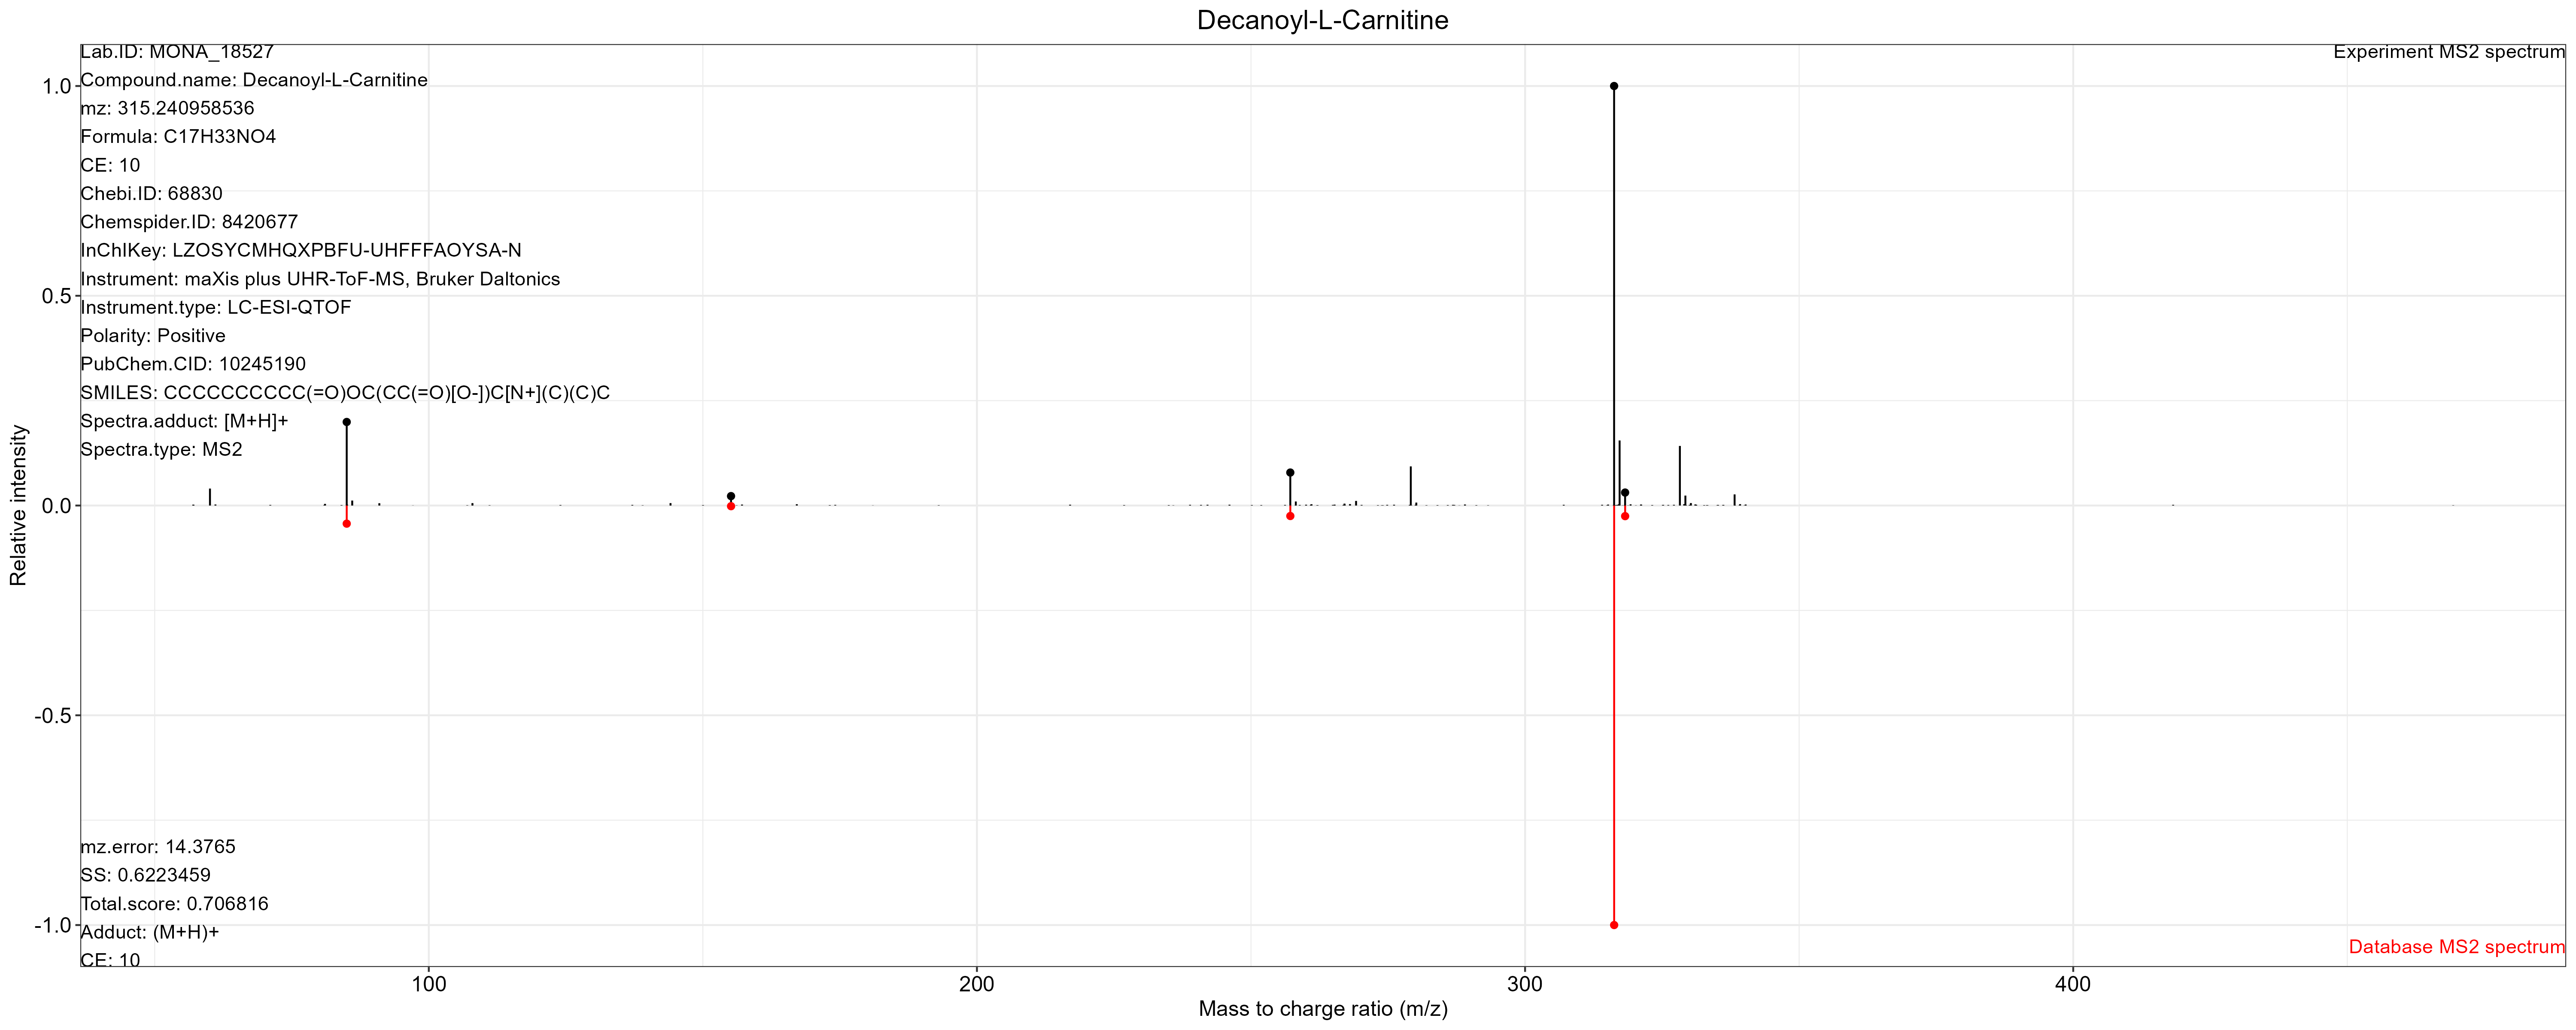 Decanoyl-L-Carnitine
Lab.ID: MONA_18527
Experiment MS2 spectrum
Compound.name: Decanoyl-L-Carnitine
mz: 315.240958536
Formula: C17H33NO4
CE: 10
Chebi.ID: 68830
Chemspider.ID: 8420677
InChIKey: LZOSYCMHQXPBFU-UHFFFAOYSA-N
Instrument: maXis plus UHR-ToF-MS, Bruker Daltonics
Instrument.type: LC-ESI-QTOF
Polarity: Positive
PubChem.CID: 10245190
SMILES: CCCCCCCCCC(=O)OC(CC(=O)[O-])C[N+](C)(C)C
Spectra.adduct: [M+H]+
Spectra.type: MS2
mz.error: 14.3765
SS: 0.6223459
Total.score: 0.706816
Adduct: (M+H)+
CE: 10
Database MS2 spectrum
1.0
0.5
0.0
-0.5
-1.0
Relative intensity
100
200
300
400
Mass to charge ratio (m/z)